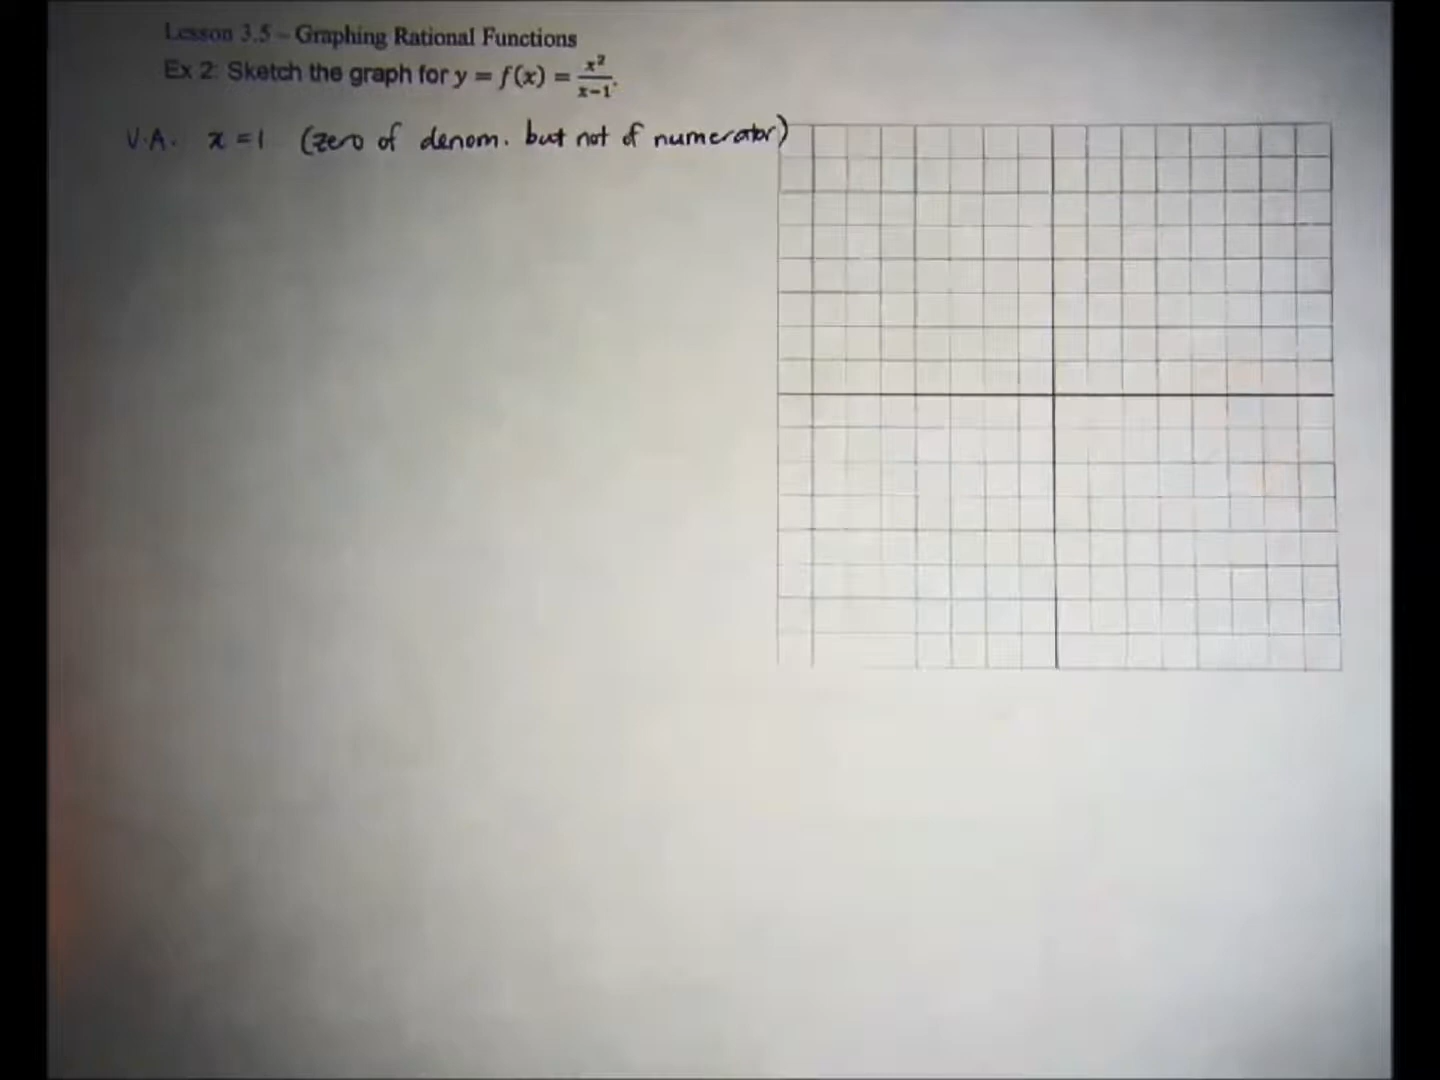 Lesson 3.5 – Graphing Rational Functions
Ex 2: Sketch the graph for y = f(x) = x²/(x−1).
V.A. x = 1 (zero of denom. but not of numerator)